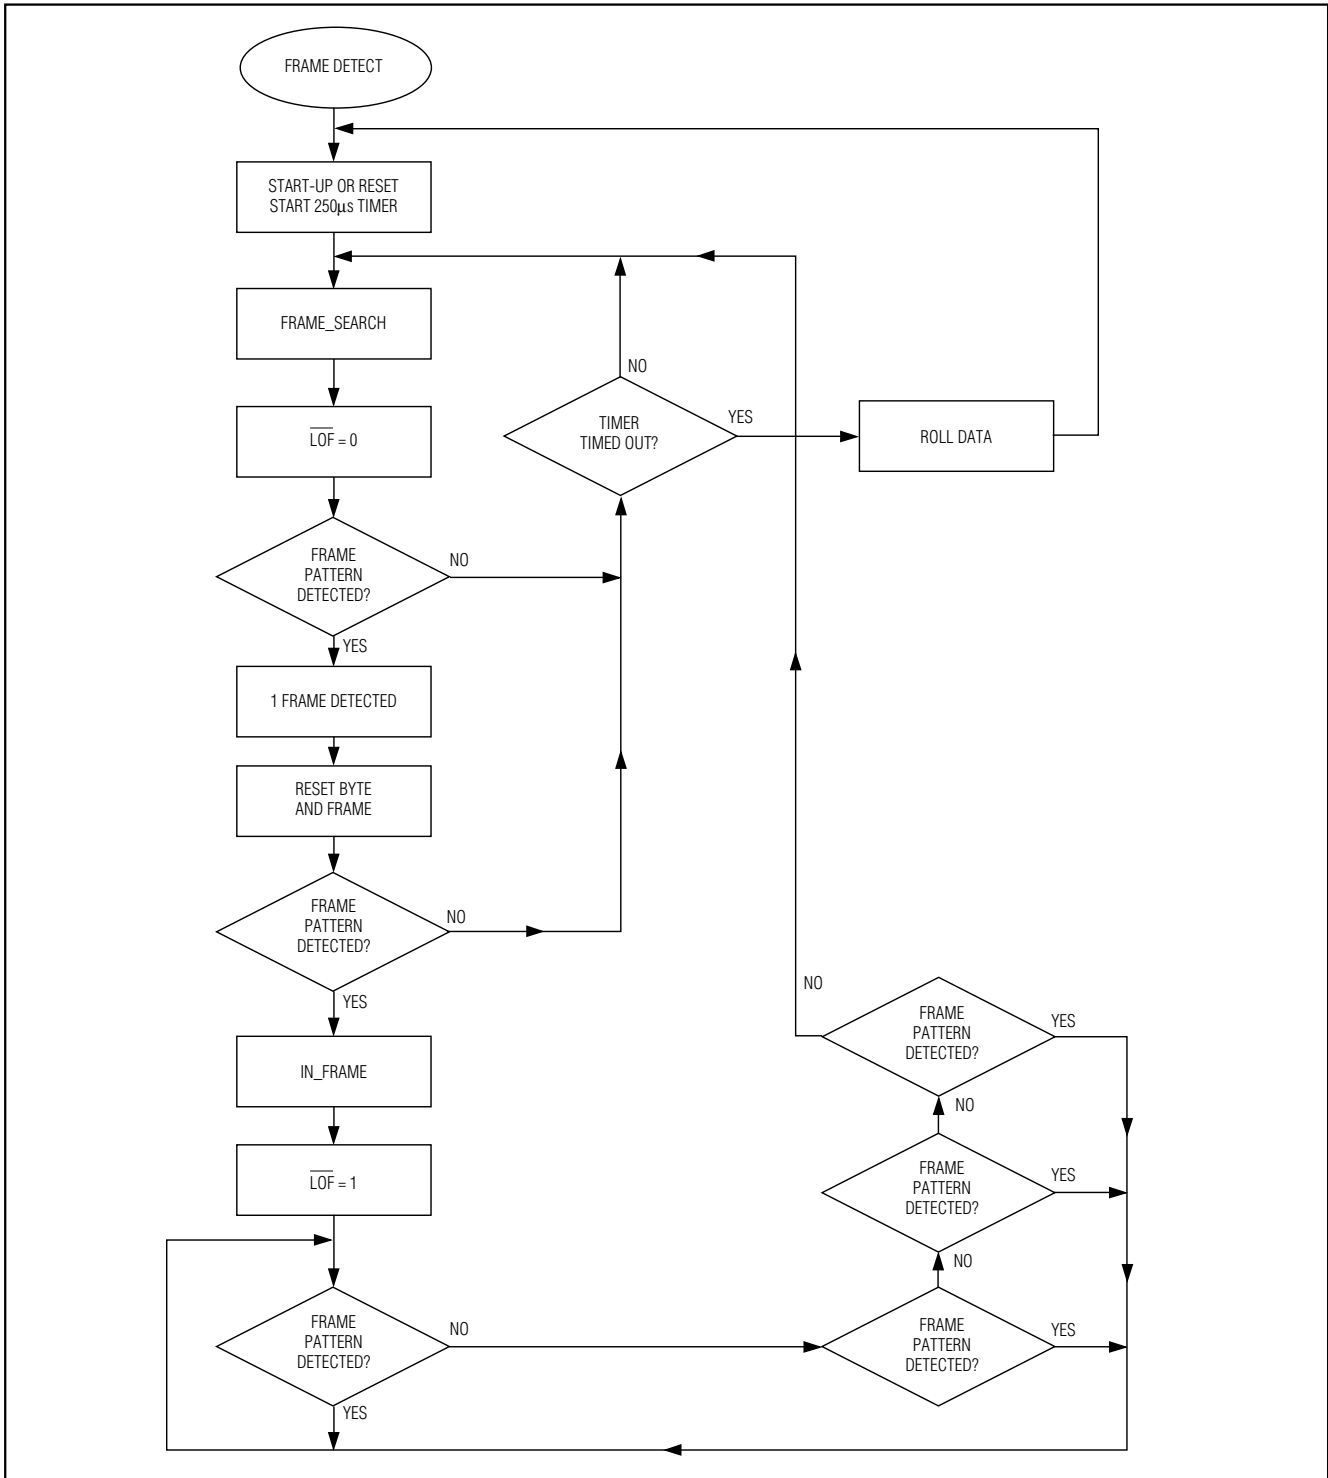 FRAME DETECT
START-UP OR RESET
START 250µs TIMER
FRAME_SEARCH
NO
TIMER
TIMED OUT?
YES
ROLL DATA
L̅O̅F̅ = 0
FRAME
PATTERN
DETECTED?
NO
YES
1 FRAME DETECTED
RESET BYTE
AND FRAME
FRAME
PATTERN
DETECTED?
NO
YES
IN_FRAME
L̅O̅F̅ = 1
FRAME
PATTERN
DETECTED?
NO
YES
FRAME
PATTERN
DETECTED?
YES
NO
FRAME
PATTERN
DETECTED?
YES
NO
FRAME
PATTERN
DETECTED?
YES
NO